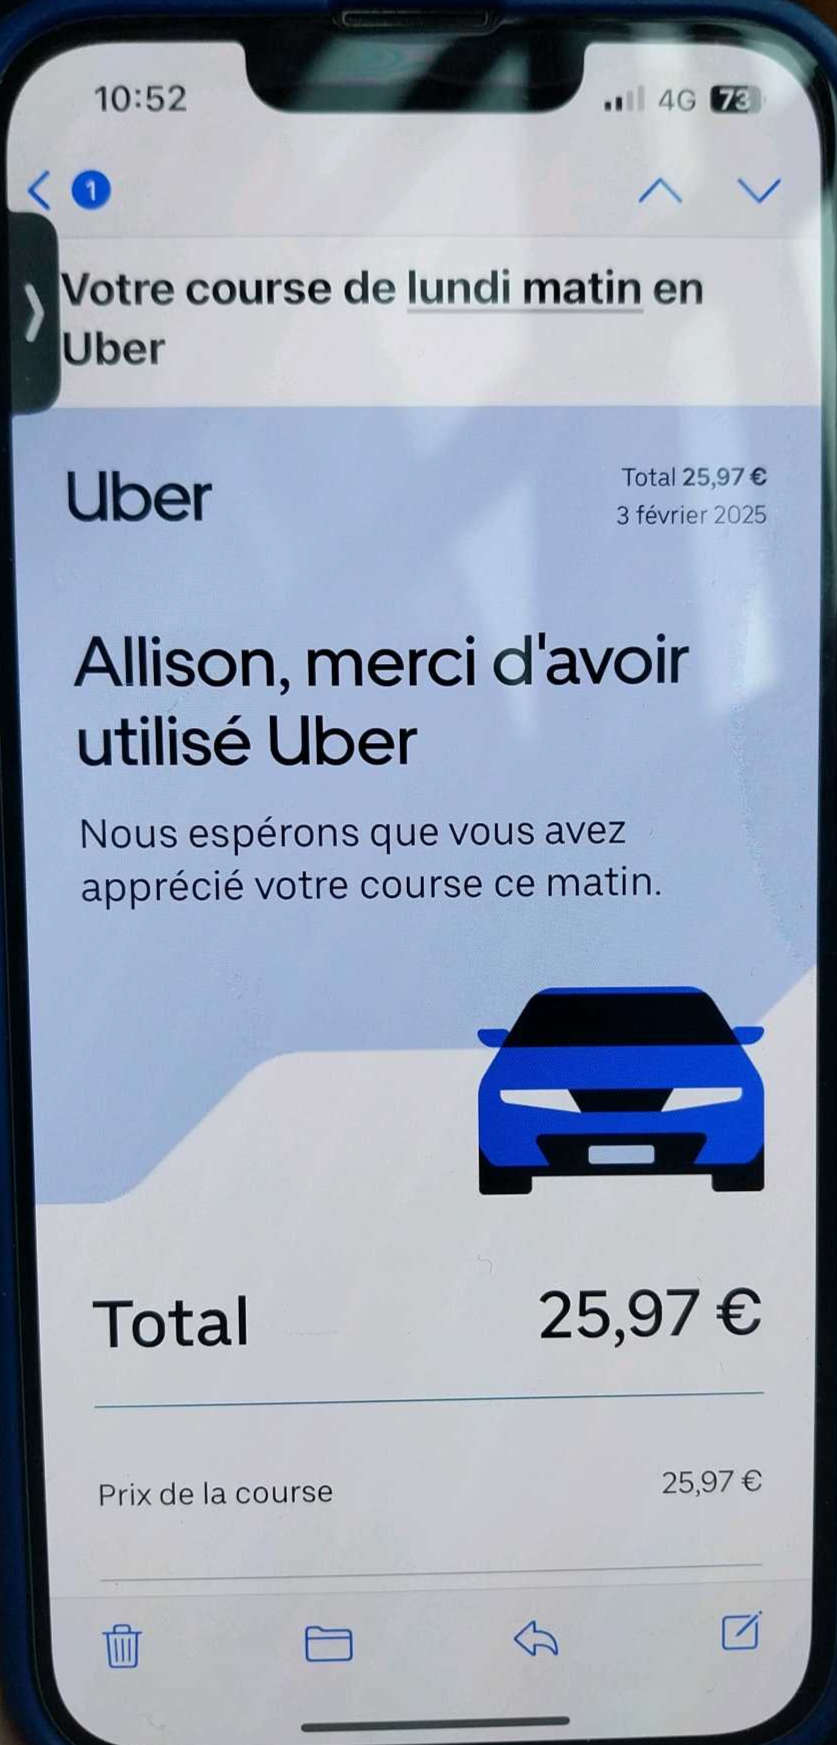 10:52
4G 73
1
Votre course de lundi matin en
Uber
Uber
Total 25,97 €
3 février 2025
Allison, merci d'avoir
utilisé Uber
Nous espérons que vous avez
apprécié votre course ce matin.
Total 25,97 €
Prix de la course 25,97 €